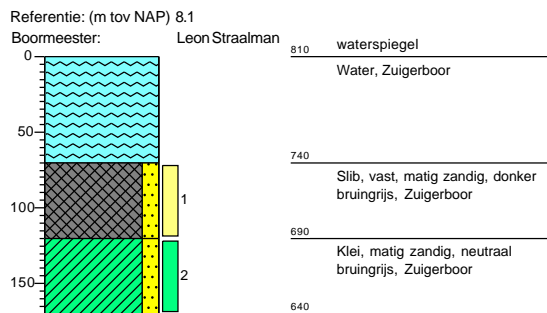 Referentie: (m tov NAP) 8.1
Boormeester: Leon Straalman
0
50
100
150
1
2
810 waterspiegel
Water, Zuigerboor
740
Slib, vast, matig zandig, donker
bruingrijs, Zuigerboor
690
Klei, matig zandig, neutraal
bruingrijs, Zuigerboor
640